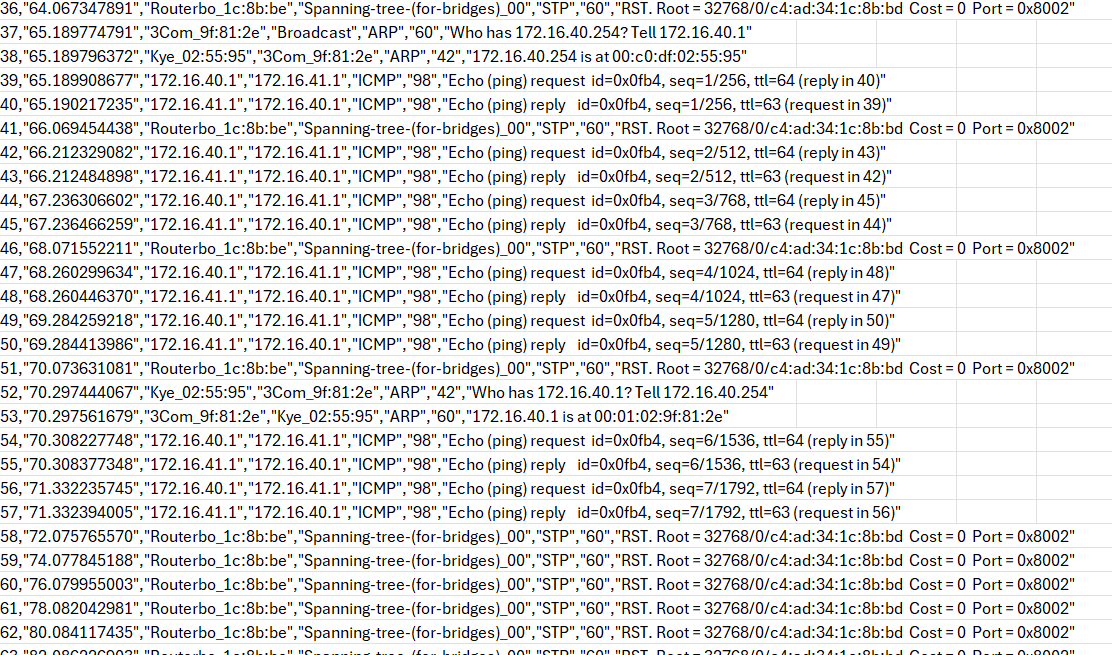 36,"64.067347891","Routerbo_1c:8b:be","Spanning-tree-(for-bridges)_00","STP","60","RST. Root = 32768/0/c4:ad:34:1c:8b:bd  Cost = 0  Port = 0x8002"
37,"65.189774791","3Com_9f:81:2e","Broadcast","ARP","60","Who has 172.16.40.254? Tell 172.16.40.1"
38,"65.189796372","Kye_02:55:95","3Com_9f:81:2e","ARP","42","172.16.40.254 is at 00:c0:df:02:55:95"
39,"65.189908677","172.16.40.1","172.16.41.1","ICMP","98","Echo (ping) request  id=0x0fb4, seq=1/256, ttl=64 (reply in 40)"
40,"65.190217235","172.16.41.1","172.16.40.1","ICMP","98","Echo (ping) reply    id=0x0fb4, seq=1/256, ttl=63 (request in 39)"
41,"66.069454438","Routerbo_1c:8b:be","Spanning-tree-(for-bridges)_00","STP","60","RST. Root = 32768/0/c4:ad:34:1c:8b:bd  Cost = 0  Port = 0x8002"
42,"66.212329082","172.16.40.1","172.16.41.1","ICMP","98","Echo (ping) request  id=0x0fb4, seq=2/512, ttl=64 (reply in 43)"
43,"66.212484898","172.16.41.1","172.16.40.1","ICMP","98","Echo (ping) reply    id=0x0fb4, seq=2/512, ttl=63 (request in 42)"
44,"67.236306602","172.16.40.1","172.16.41.1","ICMP","98","Echo (ping) request  id=0x0fb4, seq=3/768, ttl=64 (reply in 45)"
45,"67.236466259","172.16.41.1","172.16.40.1","ICMP","98","Echo (ping) reply    id=0x0fb4, seq=3/768, ttl=63 (request in 44)"
46,"68.071552211","Routerbo_1c:8b:be","Spanning-tree-(for-bridges)_00","STP","60","RST. Root = 32768/0/c4:ad:34:1c:8b:bd  Cost = 0  Port = 0x8002"
47,"68.260299634","172.16.40.1","172.16.41.1","ICMP","98","Echo (ping) request  id=0x0fb4, seq=4/1024, ttl=64 (reply in 48)"
48,"68.260446370","172.16.41.1","172.16.40.1","ICMP","98","Echo (ping) reply    id=0x0fb4, seq=4/1024, ttl=63 (request in 47)"
49,"69.284259218","172.16.40.1","172.16.41.1","ICMP","98","Echo (ping) request  id=0x0fb4, seq=5/1280, ttl=64 (reply in 50)"
50,"69.284413986","172.16.41.1","172.16.40.1","ICMP","98","Echo (ping) reply    id=0x0fb4, seq=5/1280, ttl=63 (request in 49)"
51,"70.073631081","Routerbo_1c:8b:be","Spanning-tree-(for-bridges)_00","STP","60","RST. Root = 32768/0/c4:ad:34:1c:8b:bd  Cost = 0  Port = 0x8002"
52,"70.297444067","Kye_02:55:95","3Com_9f:81:2e","ARP","42","Who has 172.16.40.1? Tell 172.16.40.254"
53,"70.297561679","3Com_9f:81:2e","Kye_02:55:95","ARP","60","172.16.40.1 is at 00:01:02:9f:81:2e"
54,"70.308227748","172.16.40.1","172.16.41.1","ICMP","98","Echo (ping) request  id=0x0fb4, seq=6/1536, ttl=64 (reply in 55)"
55,"70.308377348","172.16.41.1","172.16.40.1","ICMP","98","Echo (ping) reply    id=0x0fb4, seq=6/1536, ttl=63 (request in 54)"
56,"71.332235745","172.16.40.1","172.16.41.1","ICMP","98","Echo (ping) request  id=0x0fb4, seq=7/1792, ttl=64 (reply in 57)"
57,"71.332394005","172.16.41.1","172.16.40.1","ICMP","98","Echo (ping) reply    id=0x0fb4, seq=7/1792, ttl=63 (request in 56)"
58,"72.075765570","Routerbo_1c:8b:be","Spanning-tree-(for-bridges)_00","STP","60","RST. Root = 32768/0/c4:ad:34:1c:8b:bd  Cost = 0  Port = 0x8002"
59,"74.077845188","Routerbo_1c:8b:be","Spanning-tree-(for-bridges)_00","STP","60","RST. Root = 32768/0/c4:ad:34:1c:8b:bd  Cost = 0  Port = 0x8002"
60,"76.079955003","Routerbo_1c:8b:be","Spanning-tree-(for-bridges)_00","STP","60","RST. Root = 32768/0/c4:ad:34:1c:8b:bd  Cost = 0  Port = 0x8002"
61,"78.082042981","Routerbo_1c:8b:be","Spanning-tree-(for-bridges)_00","STP","60","RST. Root = 32768/0/c4:ad:34:1c:8b:bd  Cost = 0  Port = 0x8002"
62,"80.084117435","Routerbo_1c:8b:be","Spanning-tree-(for-bridges)_00","STP","60","RST. Root = 32768/0/c4:ad:34:1c:8b:bd  Cost = 0  Port = 0x8002"